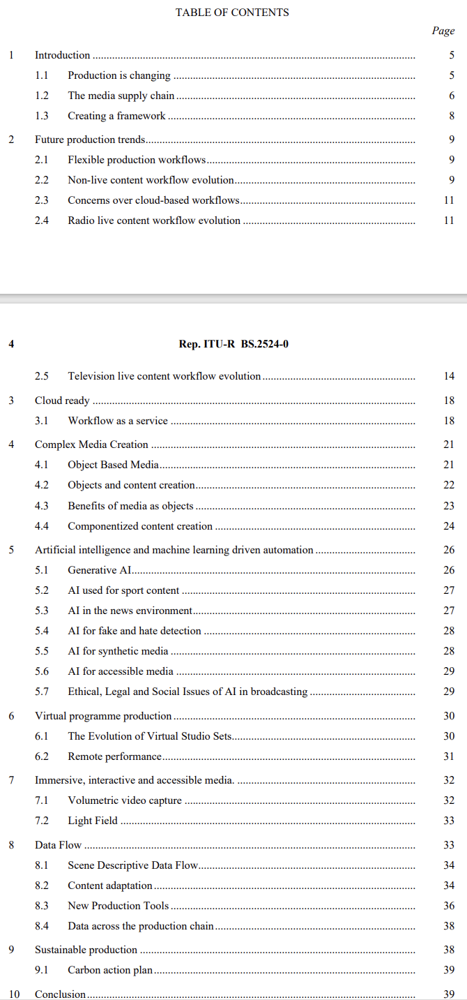 TABLE OF CONTENTS
Page
1 Introduction ........ 5
1.1 Production is changing ........ 5
1.2 The media supply chain ........ 6
1.3 Creating a framework ........ 8
2 Future production trends ........ 9
2.1 Flexible production workflows ........ 9
2.2 Non-live content workflow evolution ........ 9
2.3 Concerns over cloud-based workflows ........ 11
2.4 Radio live content workflow evolution ........ 11
4 Rep. ITU-R BS.2524-0
2.5 Television live content workflow evolution ........ 14
3 Cloud ready ........ 18
3.1 Workflow as a service ........ 18
4 Complex Media Creation ........ 21
4.1 Object Based Media ........ 21
4.2 Objects and content creation ........ 22
4.3 Benefits of media as objects ........ 23
4.4 Componentized content creation ........ 24
5 Artificial intelligence and machine learning driven automation ........ 26
5.1 Generative AI ........ 26
5.2 AI used for sport content ........ 27
5.3 AI in the news environment ........ 27
5.4 AI for fake and hate detection ........ 28
5.5 AI for synthetic media ........ 28
5.6 AI for accessible media ........ 29
5.7 Ethical, Legal and Social Issues of AI in broadcasting ........ 29
6 Virtual programme production ........ 30
6.1 The Evolution of Virtual Studio Sets ........ 30
6.2 Remote performance ........ 31
7 Immersive, interactive and accessible media. ........ 32
7.1 Volumetric video capture ........ 32
7.2 Light Field ........ 33
8 Data Flow ........ 33
8.1 Scene Descriptive Data Flow ........ 34
8.2 Content adaptation ........ 34
8.3 New Production Tools ........ 36
8.4 Data across the production chain ........ 38
9 Sustainable production ........ 38
9.1 Carbon action plan ........ 39
10 Conclusion ........ 39